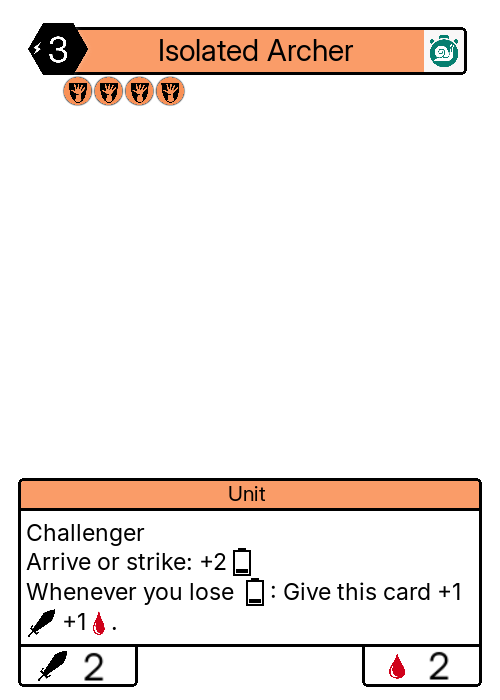 3
Isolated Archer
Unit
Challenger
Arrive or strike: +2
Whenever you lose : Give this card +1
+1 .
2
2